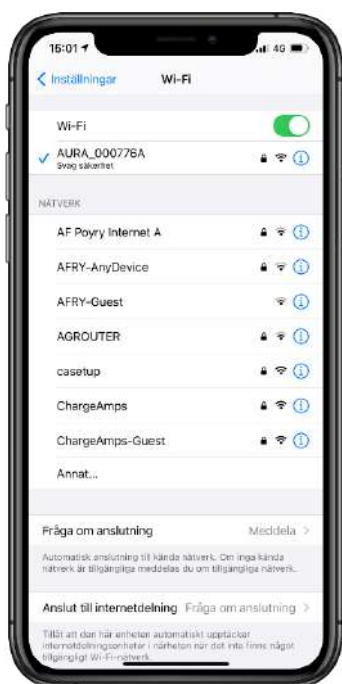 15:01
4G
Inställningar Wi-Fi
Wi-Fi
AURA_000776A
Svag säkerhet
NÄTVERK
AF Poyry Internet A
AFRY-AnyDevice
AFRY-Guest
AGROUTER
casetup
ChargeAmps
ChargeAmps-Guest
Annat...
Fråga om anslutning Meddela
Automatisk anslutning till kända nätverk. Om inga kända
nätverk är tillgängliga meddelas du om tillgängliga nätverk.
Anslut till internetdelning Fråga om anslutning
Tillåt att den här enheten automatiskt upptäcker
internetdelningsenheter i närheten när det inte finns något
tillgängligt Wi-Fi-nätverk.